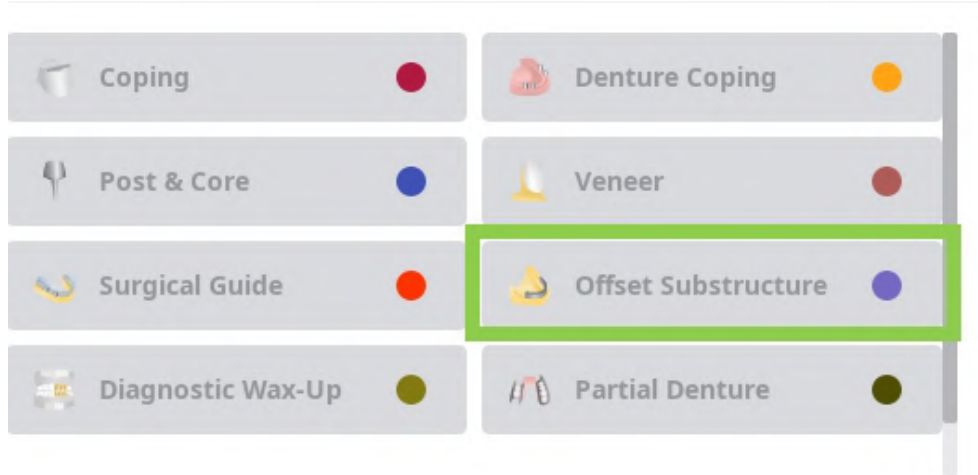 Coping
Denture Coping
Post & Core
Veneer
Surgical Guide
Offset Substructure
Diagnostic Wax-Up
Partial Denture